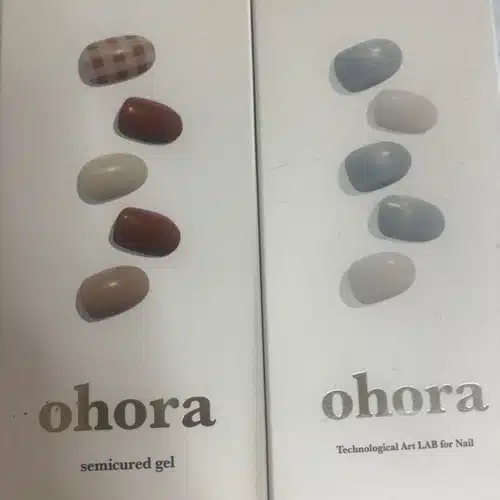 ohora
semicured gel
ohora
Technological Art LAB for Nail